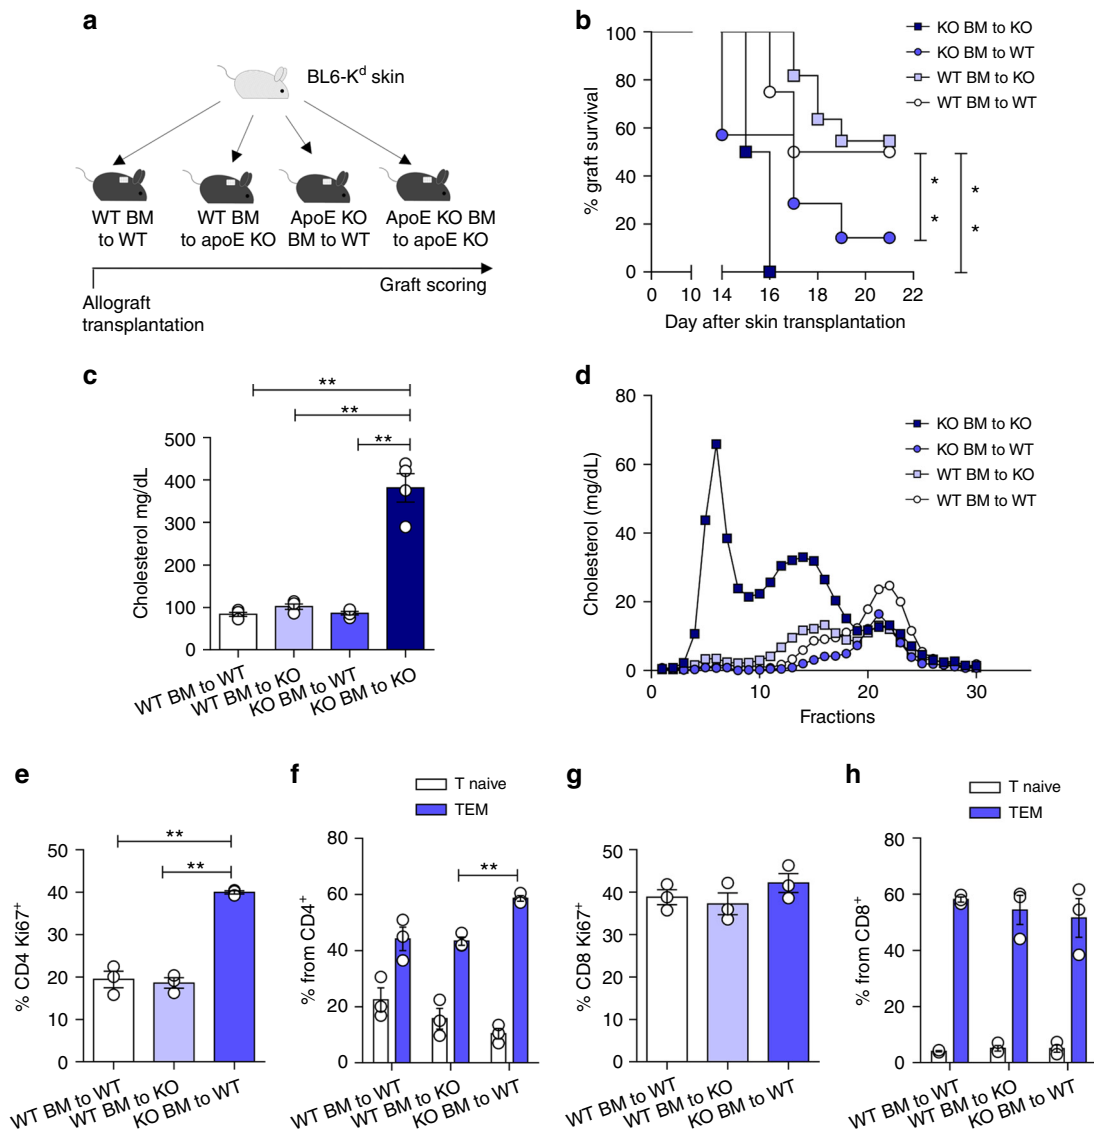 a
BL6-K^d skin
WT BM
to WT
WT BM
to apoE KO
ApoE KO
BM to WT
ApoE KO BM
to apoE KO
Graft scoring
Allograft
transplantation
b
KO BM to KO
KO BM to WT
WT BM to KO
WT BM to WT
% graft survival
100
80
60
40
20
0
0 10 14 16 18 20 22
Day after skin transplantation
*
*
*
*
c
**
**
**
Cholesterol mg/dL
500
400
300
200
100
0
WT BM to WT
WT BM to KO
KO BM to WT
KO BM to KO
d
KO BM to KO
KO BM to WT
WT BM to KO
WT BM to WT
Cholesterol (mg/dL)
80
60
40
20
0
0 10 20 30
Fractions
e
**
**
% CD4 Ki67+
50
40
30
20
10
0
WT BM to WT
WT BM to KO
KO BM to WT
f
T naive
TEM
**
% from CD4+
80
60
40
20
0
WT BM to WT
WT BM to KO
KO BM to WT
g
% CD8 Ki67+
50
40
30
20
10
0
WT BM to WT
WT BM to KO
KO BM to WT
h
T naive
TEM
% from CD8+
80
60
40
20
0
WT BM to WT
WT BM to KO
KO BM to WT